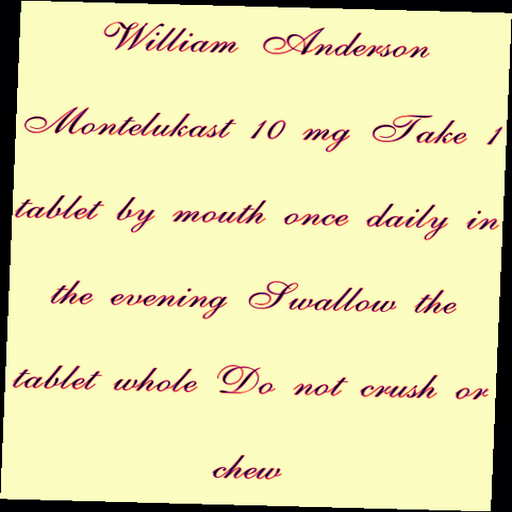 William Anderson
Montelukast 10 mg Take 1
tablet by mouth once daily in
the evening Swallow the
tablet whole Do not crush or
chew